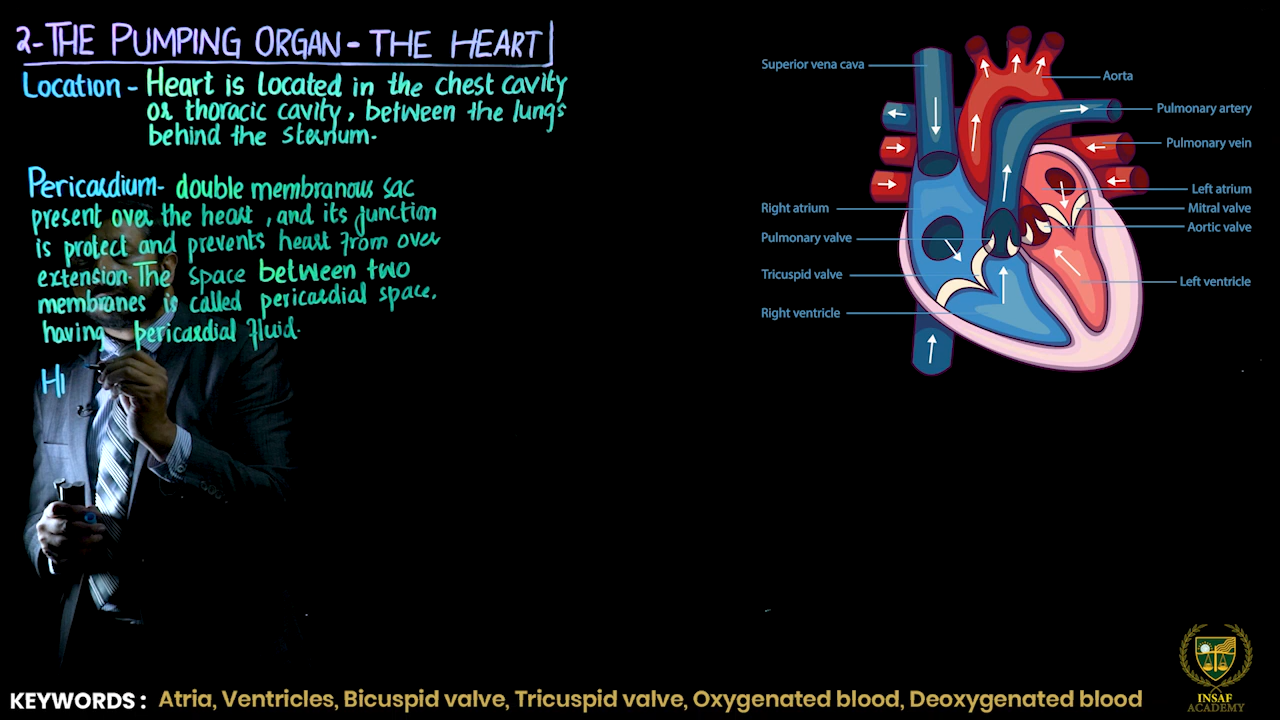 2-THE PUMPING ORGAN - THE HEART
Location - Heart is Located in the chest cavity
or thoracic cavity, between the lungs
behind the sternum.
Pericardium- double membranous sac
present over the heart, and its junction
is protect and prevents heart from over
extension. The space between two
membranes is called pericardial space.
having pericardial fluid.
HI
Superior vena cava
Aorta
Pulmonary artery
Pulmonary vein
Left atrium
Right atrium
Mitral valve
Aortic valve
Pulmonary valve
Tricuspid valve
Left ventricle
Right ventricle
INSAF
ACADEMY
KEYWORDS : Atria, Ventricles, Bicuspid valve, Tricuspid valve, Oxygenated blood, Deoxygenated blood